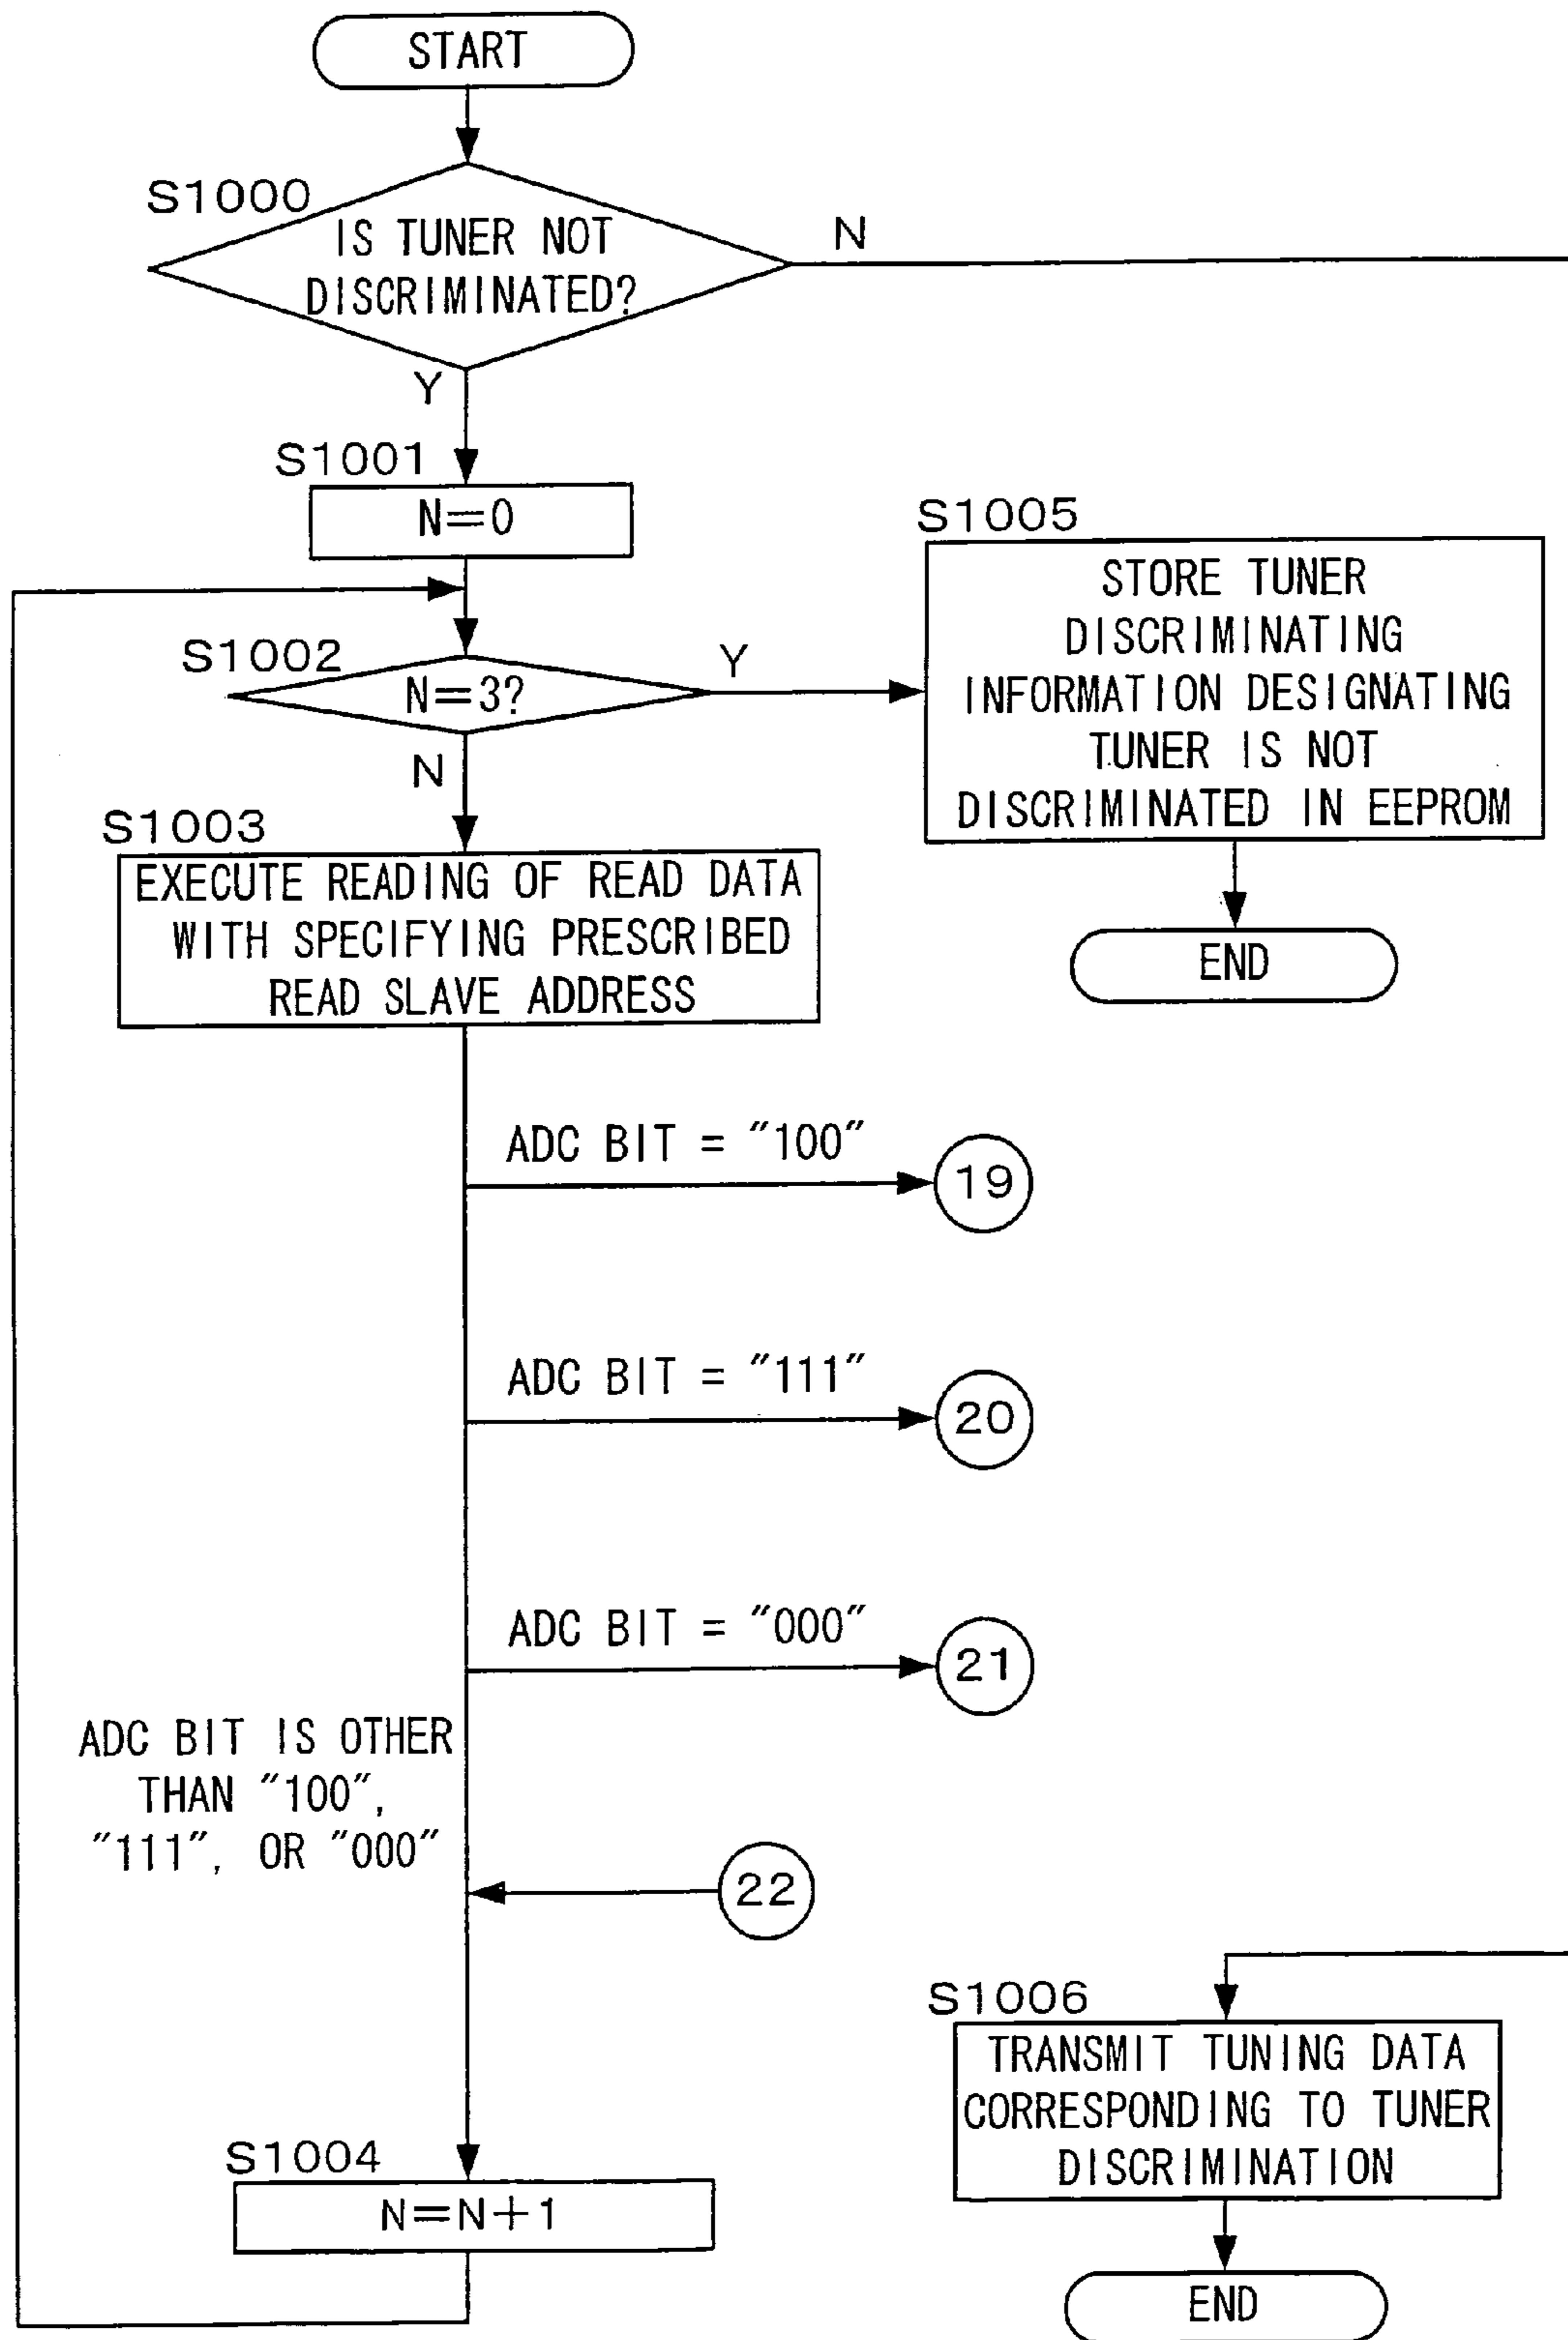 START
S1000
IS TUNER NOT
DISCRIMINATED?
N
Y
S1001
N=0
S1005
STORE TUNER
DISCRIMINATING
INFORMATION DESIGNATING
TUNER IS NOT
DISCRIMINATED IN EEPROM
END
S1002
N=3?
Y
N
S1003
EXECUTE READING OF READ DATA
WITH SPECIFYING PRESCRIBED
READ SLAVE ADDRESS
ADC BIT = "100"
19
ADC BIT = "111"
20
ADC BIT = "000"
21
ADC BIT IS OTHER
THAN "100",
"111", OR "000"
22
S1006
TRANSMIT TUNING DATA
CORRESPONDING TO TUNER
DISCRIMINATION
END
S1004
N=N+1